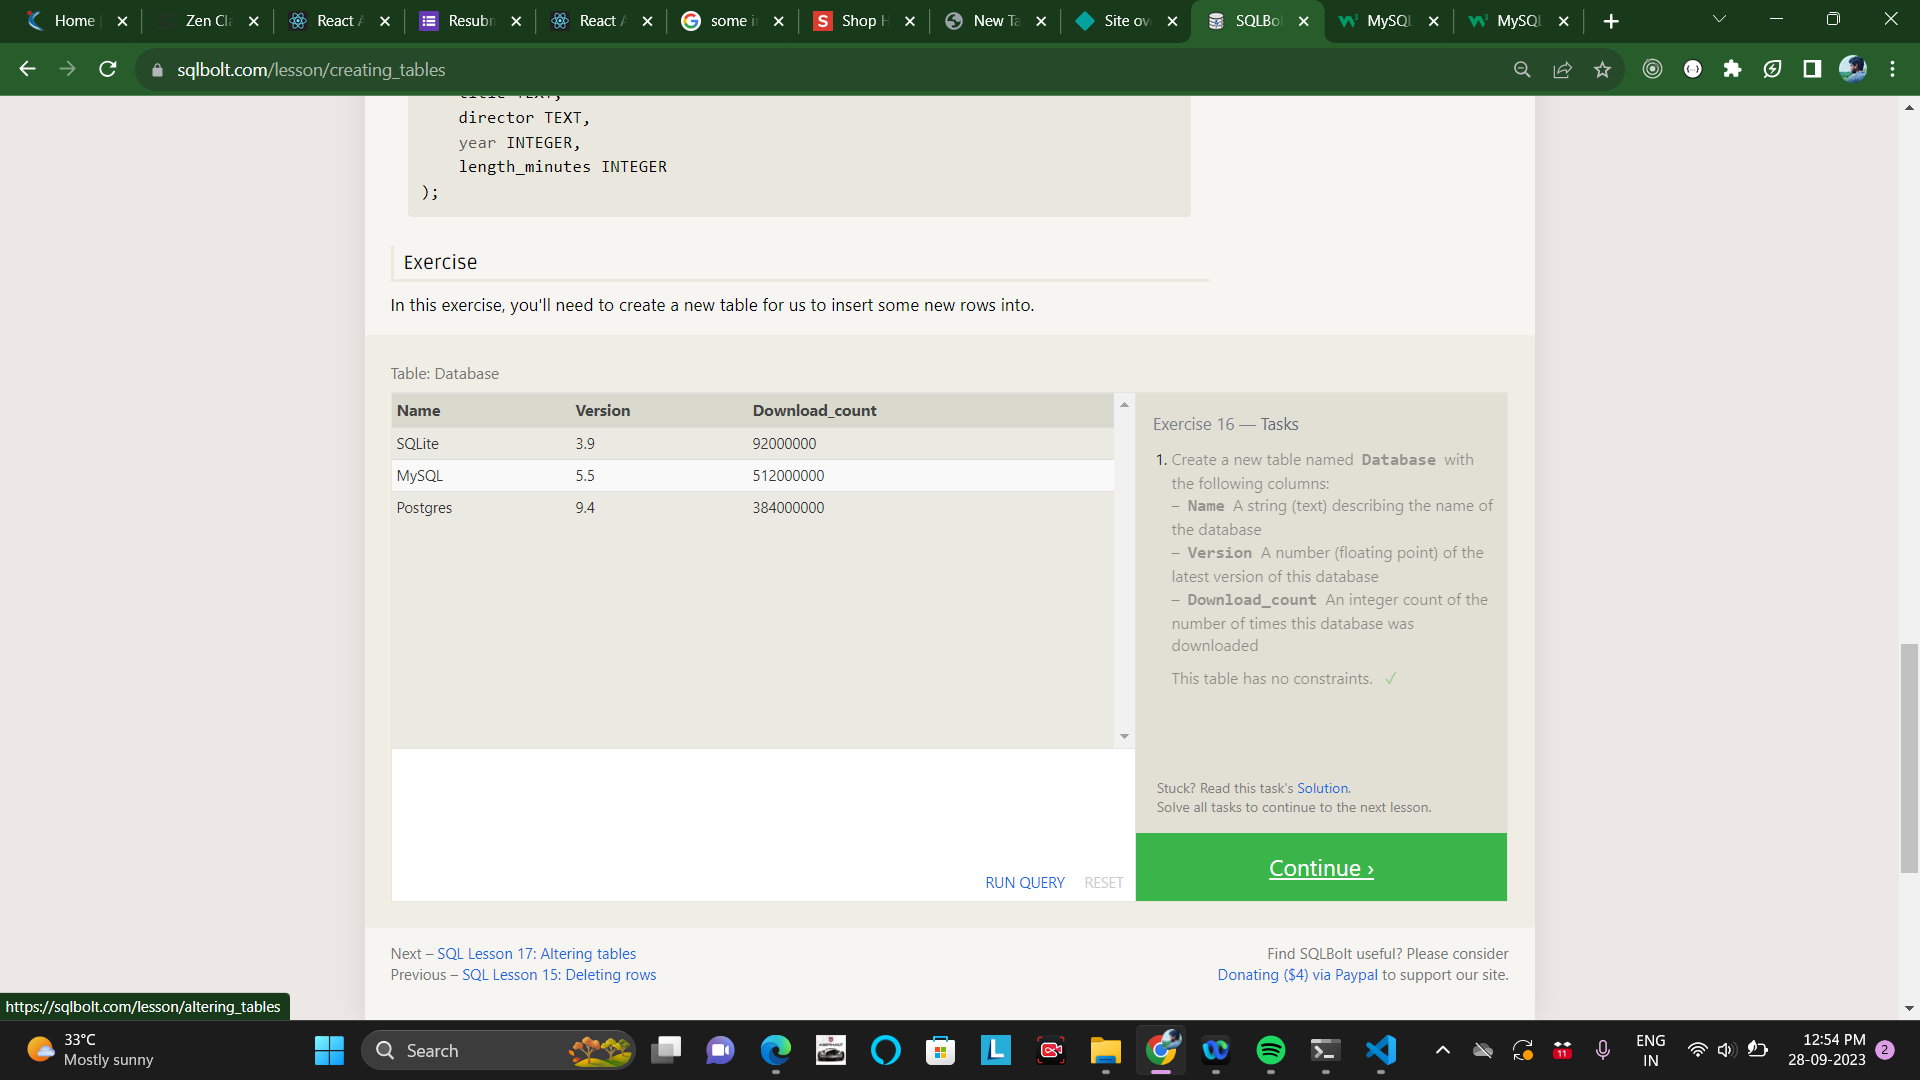 Home
Zen Cl
React A
Resubm
React A
some i
Shop H
New Ta
Site ov
SQLBol
MySQL
MySQL
sqlbolt.com/lesson/creating_tables
director TEXT,
year INTEGER,
length_minutes INTEGER
);
Exercise
In this exercise, you'll need to create a new table for us to insert some new rows into.
Table: Database
Name Version Download_count
SQLite 3.9 92000000
MySQL 5.5 512000000
Postgres 9.4 384000000
RUN QUERY RESET
Exercise 16 — Tasks
1. Create a new table named Database with
the following columns:
– Name A string (text) describing the name of
the database
– Version A number (floating point) of the
latest version of this database
– Download_count An integer count of the
number of times this database was
downloaded
This table has no constraints. ✓
Stuck? Read this task's Solution.
Solve all tasks to continue to the next lesson.
Continue ›
Next – SQL Lesson 17: Altering tables
Previous – SQL Lesson 15: Deleting rows
Find SQLBolt useful? Please consider
Donating ($4) via Paypal to support our site.
https://sqlbolt.com/lesson/altering_tables
33°C
Mostly sunny
Search
11
ENG
IN
12:54 PM
28-09-2023
2